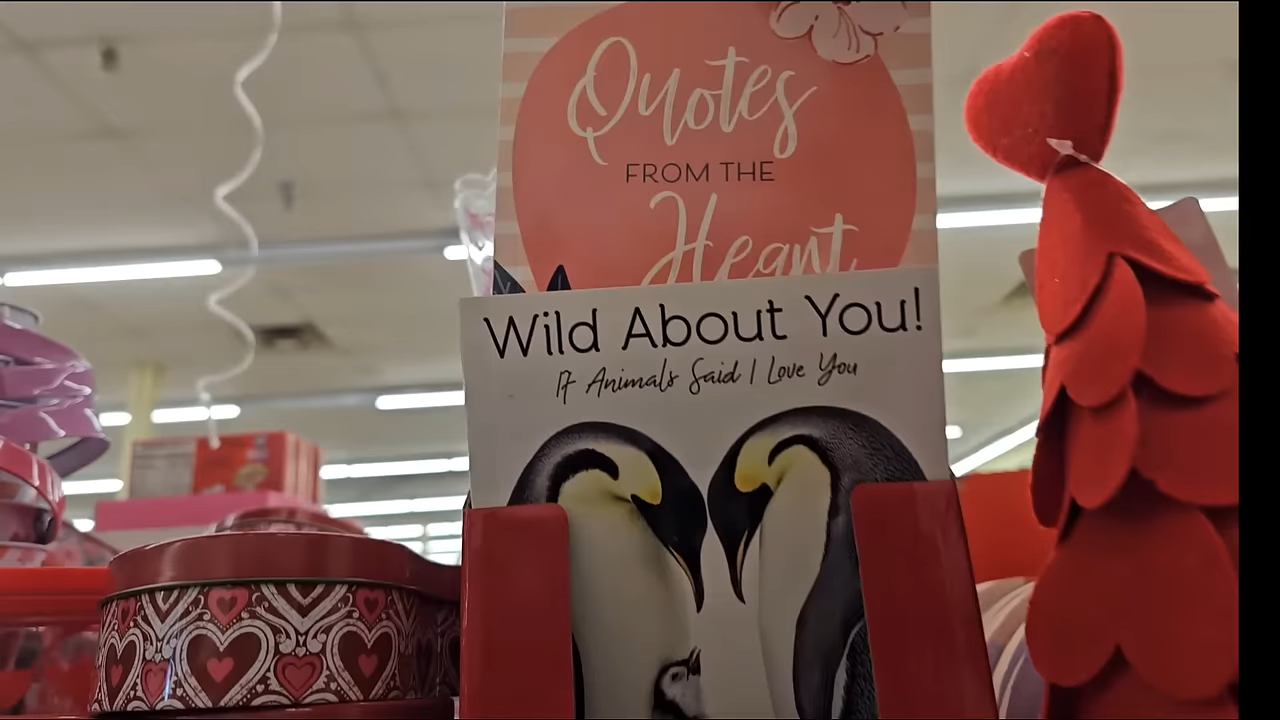 Quotes
FROM THE
Heart
Wild About You!
If Animals Said I Love You